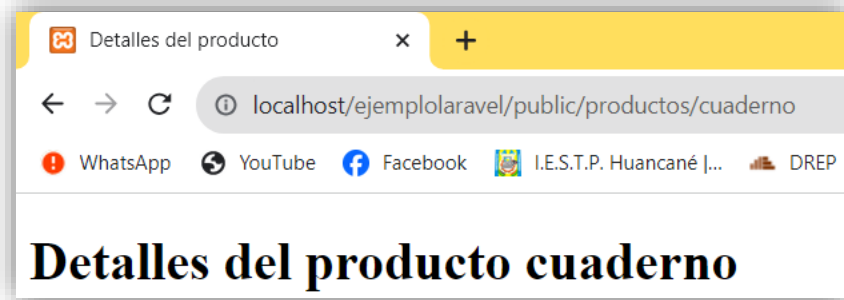 Detalles del producto
localhost/ejemplolaravel/public/productos/cuaderno
WhatsApp YouTube Facebook I.E.S.T.P. Huancané |... DREP
Detalles del producto cuaderno